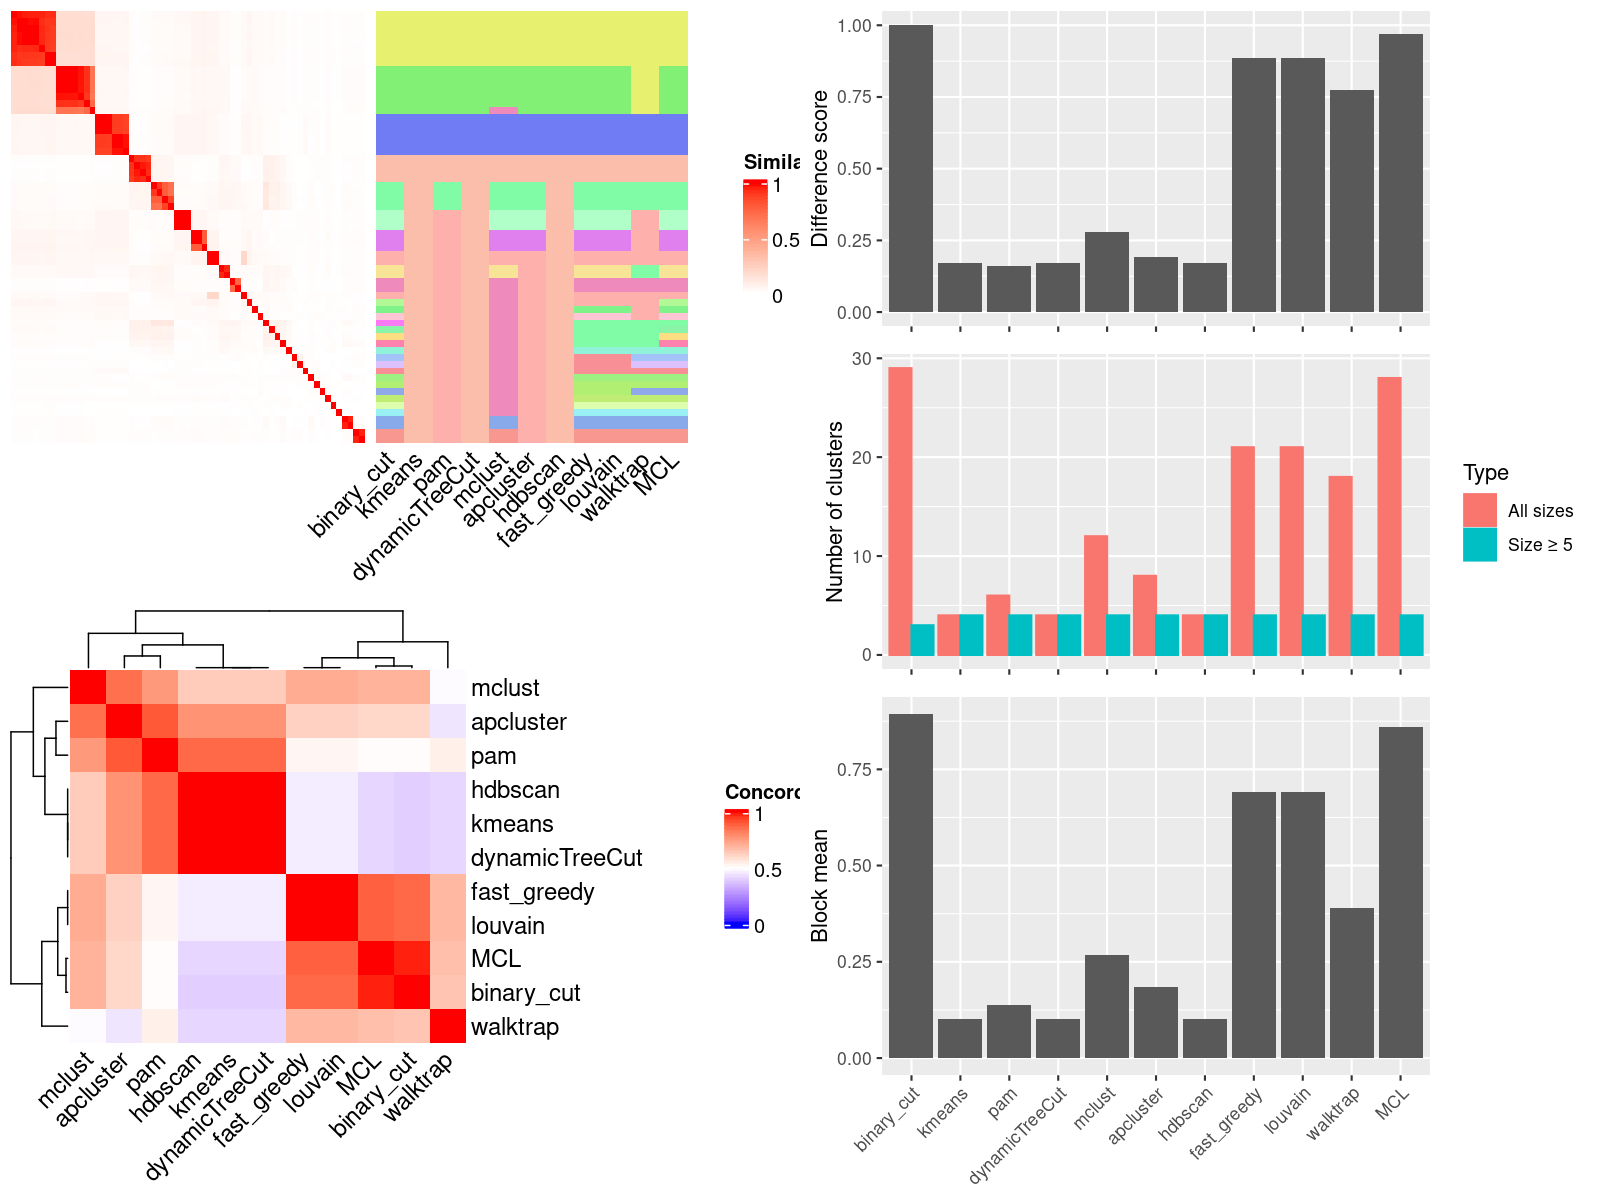 Simila
1
0.5
0
binary_cut
kmeans
pam
dynamicTreeCut
mclust
apcluster
hdbscan
fast_greedy
louvain
walktrap
MCL
mclust
apcluster
pam
hdbscan
kmeans
dynamicTreeCut
fast_greedy
louvain
MCL
binary_cut
walktrap
Concord
1
0.5
0
mclust
apcluster
pam
hdbscan
kmeans
dynamicTreeCut
fast_greedy
louvain
MCL
binary_cut
walktrap
Difference score
1.00
0.75
0.50
0.25
0.00
Number of clusters
30
20
10
0
Type
All sizes
Size ≥ 5
Block mean
0.75
0.50
0.25
0.00
binary_cut
kmeans
pam
dynamicTreeCut
mclust
apcluster
hdbscan
fast_greedy
louvain
walktrap
MCL